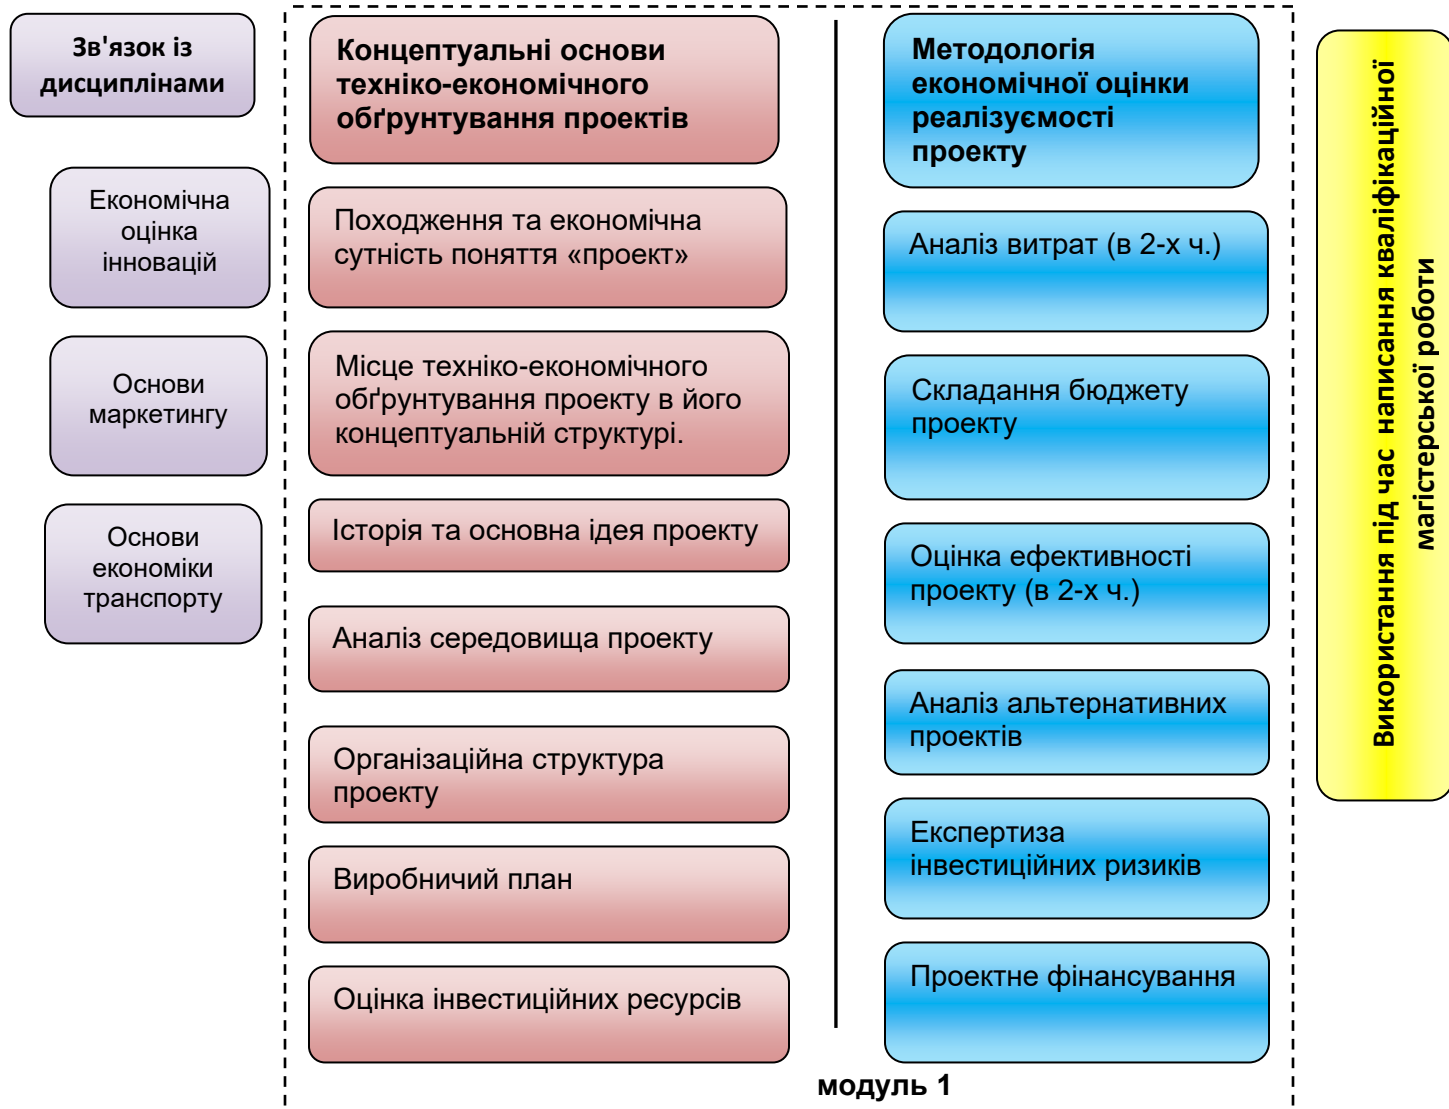 Зв'язок із
дисциплінами
Економічна
оцінка
інновацій
Основи
маркетингу
Основи
економіки
транспорту
Концептуальні основи
техніко-економічного
обґрунтування проектів
Походження та економічна
сутність поняття «проект»
Місце техніко-економічного
обґрунтування проекту в його
концептуальній структурі.
Історія та основна ідея проекту
Аналіз середовища проекту
Організаційна структура
проекту
Виробничий план
Оцінка інвестиційних ресурсів
Методологія
економічної оцінки
реалізуємості
проекту
Аналіз витрат (в 2-х ч.)
Складання бюджету
проекту
Оцінка ефективності
проекту (в 2-х ч.)
Аналіз альтернативних
проектів
Експертиза
інвестиційних ризиків
Проектне фінансування
модуль 1
Використання під час написання кваліфікаційної
магістерської роботи